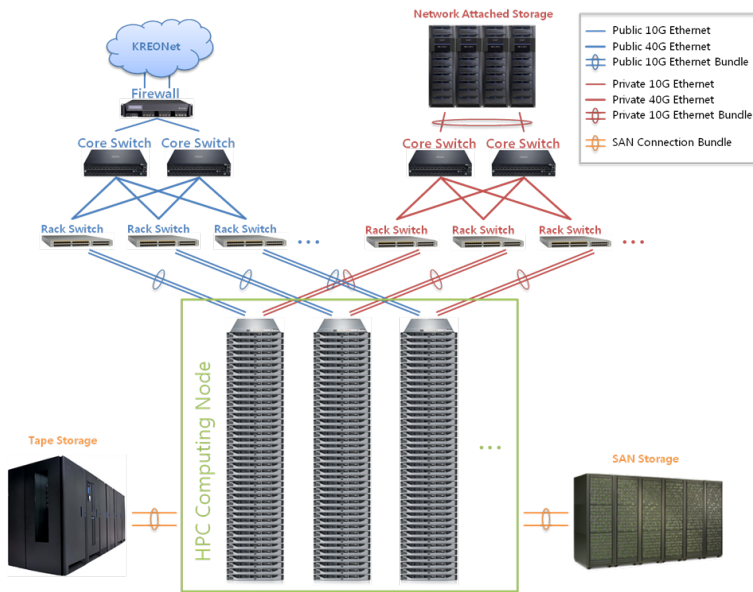 KREONet
Firewall
Core Switch
Core Switch
Rack Switch
Rack Switch
Rack Switch
...
Network Attached Storage
Core Switch
Core Switch
Rack Switch
Rack Switch
Rack Switch
...
Public 10G Ethernet
Public 40G Ethernet
Public 10G Ethernet Bundle
Private 10G Ethernet
Private 40G Ethernet
Private 10G Ethernet Bundle
SAN Connection Bundle
HPC Computing Node
...
Tape Storage
SAN Storage